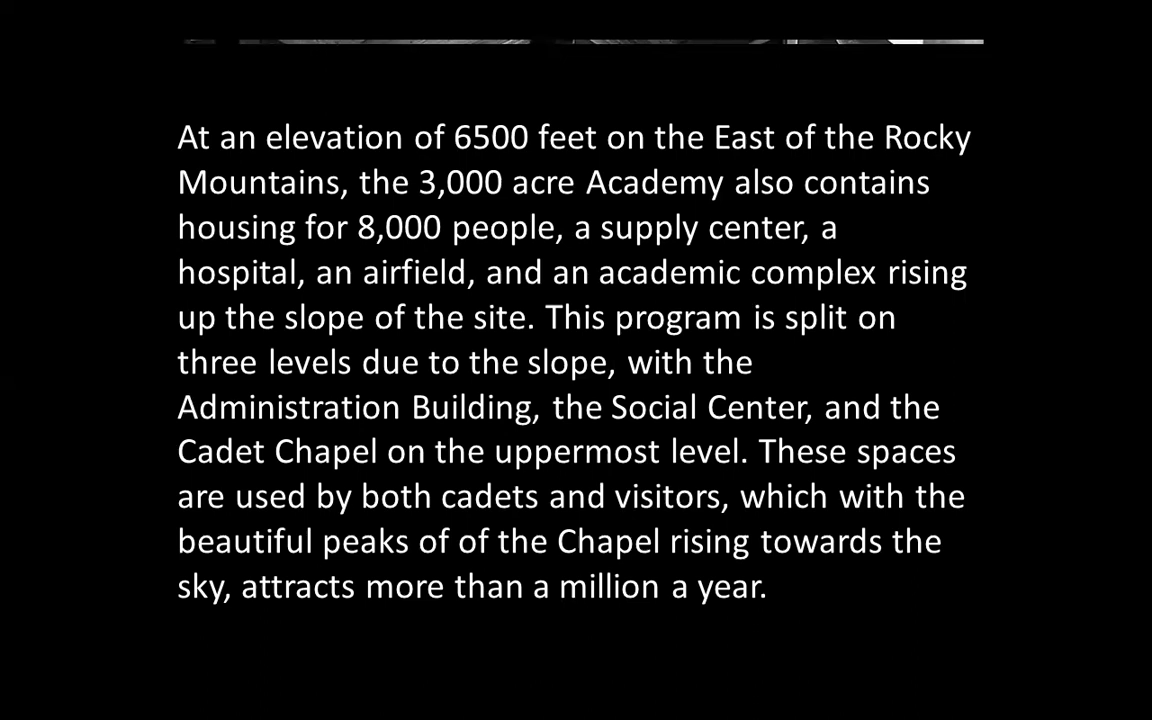 At an elevation of 6500 feet on the East of the Rocky
Mountains, the 3,000 acre Academy also contains
housing for 8,000 people, a supply center, a
hospital, an airfield, and an academic complex rising
up the slope of the site. This program is split on
three levels due to the slope, with the
Administration Building, the Social Center, and the
Cadet Chapel on the uppermost level. These spaces
are used by both cadets and visitors, which with the
beautiful peaks of of the Chapel rising towards the
sky, attracts more than a million a year.